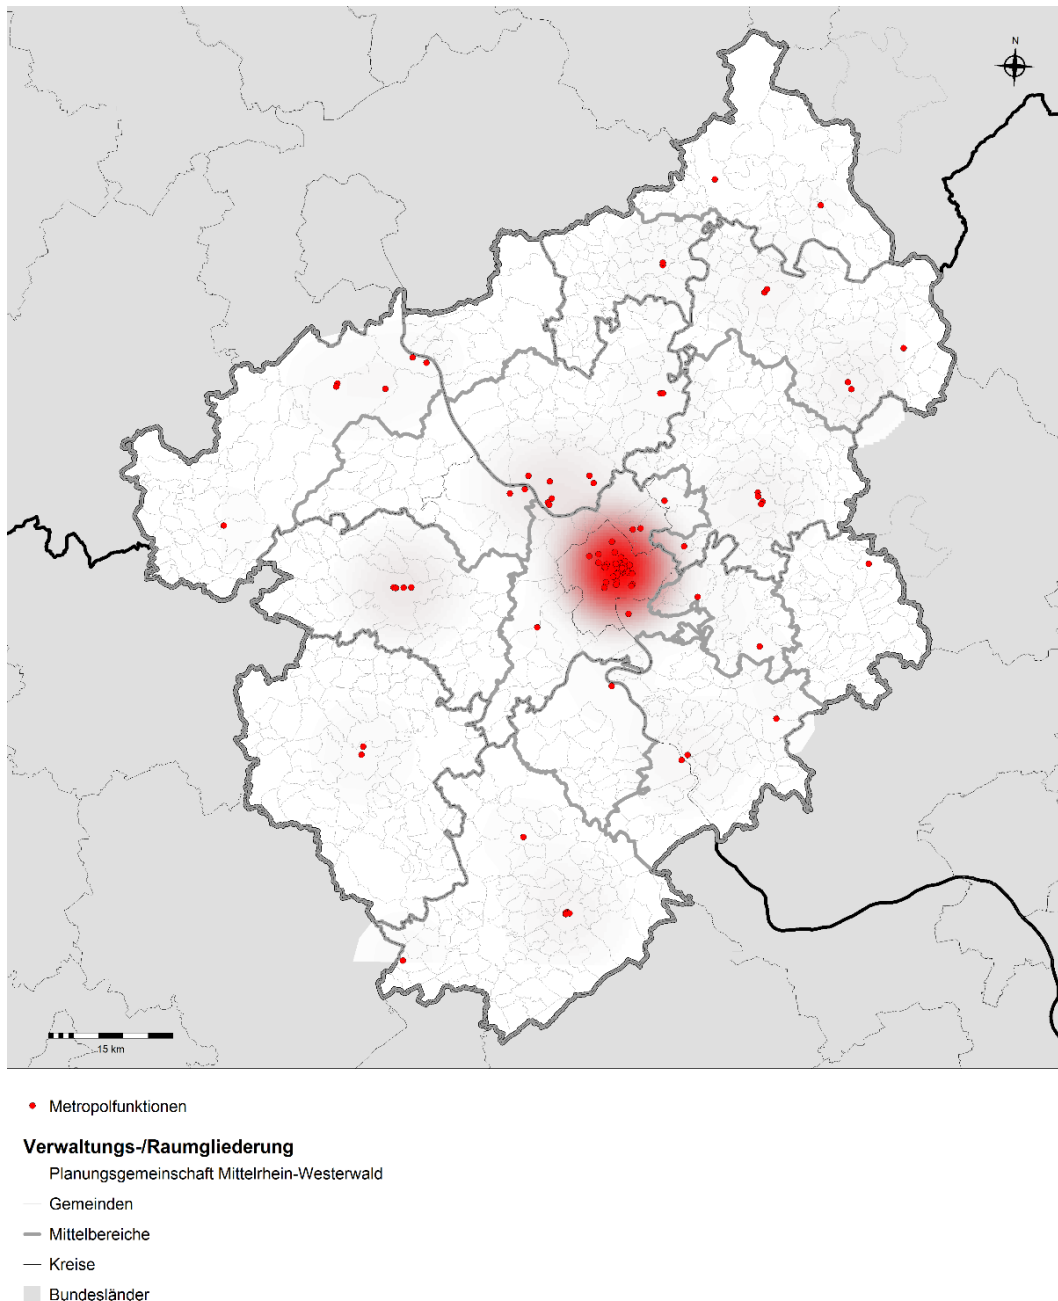 N
15 km
Metropolfunktionen
Verwaltungs-/Raumgliederung
Planungsgemeinschaft Mittelrhein-Westerwald
Gemeinden
Mittelbereiche
Kreise
Bundesländer